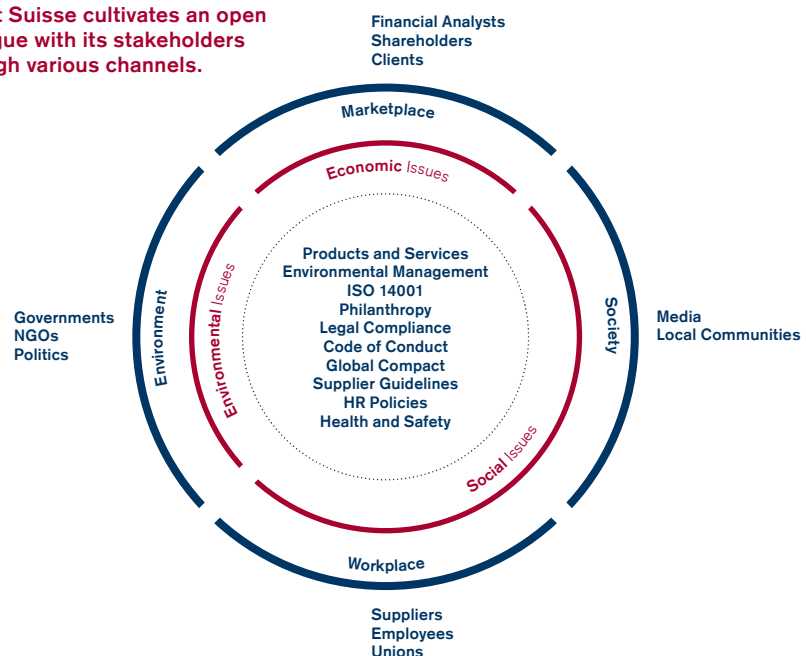 t Suisse cultivates an open
gue with its stakeholders
gh various channels.
Financial Analysts
Shareholders
Clients
Marketplace
Economic Issues
Products and Services
Environmental Management
ISO 14001
Philanthropy
Legal Compliance
Code of Conduct
Global Compact
Supplier Guidelines
HR Policies
Health and Safety
Environmental Issues
Environment
Governments
NGOs
Politics
Society
Media
Local Communities
Social Issues
Workplace
Suppliers
Employees
Unions